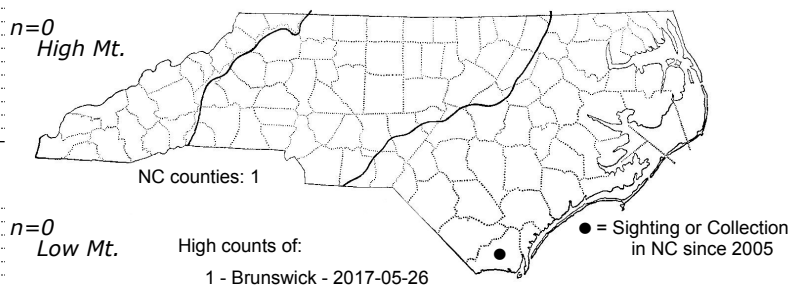 n=0
High Mt.
NC counties: 1
n=0
Low Mt.
High counts of:
1 - Brunswick - 2017-05-26
● = Sighting or Collection
in NC since 2005